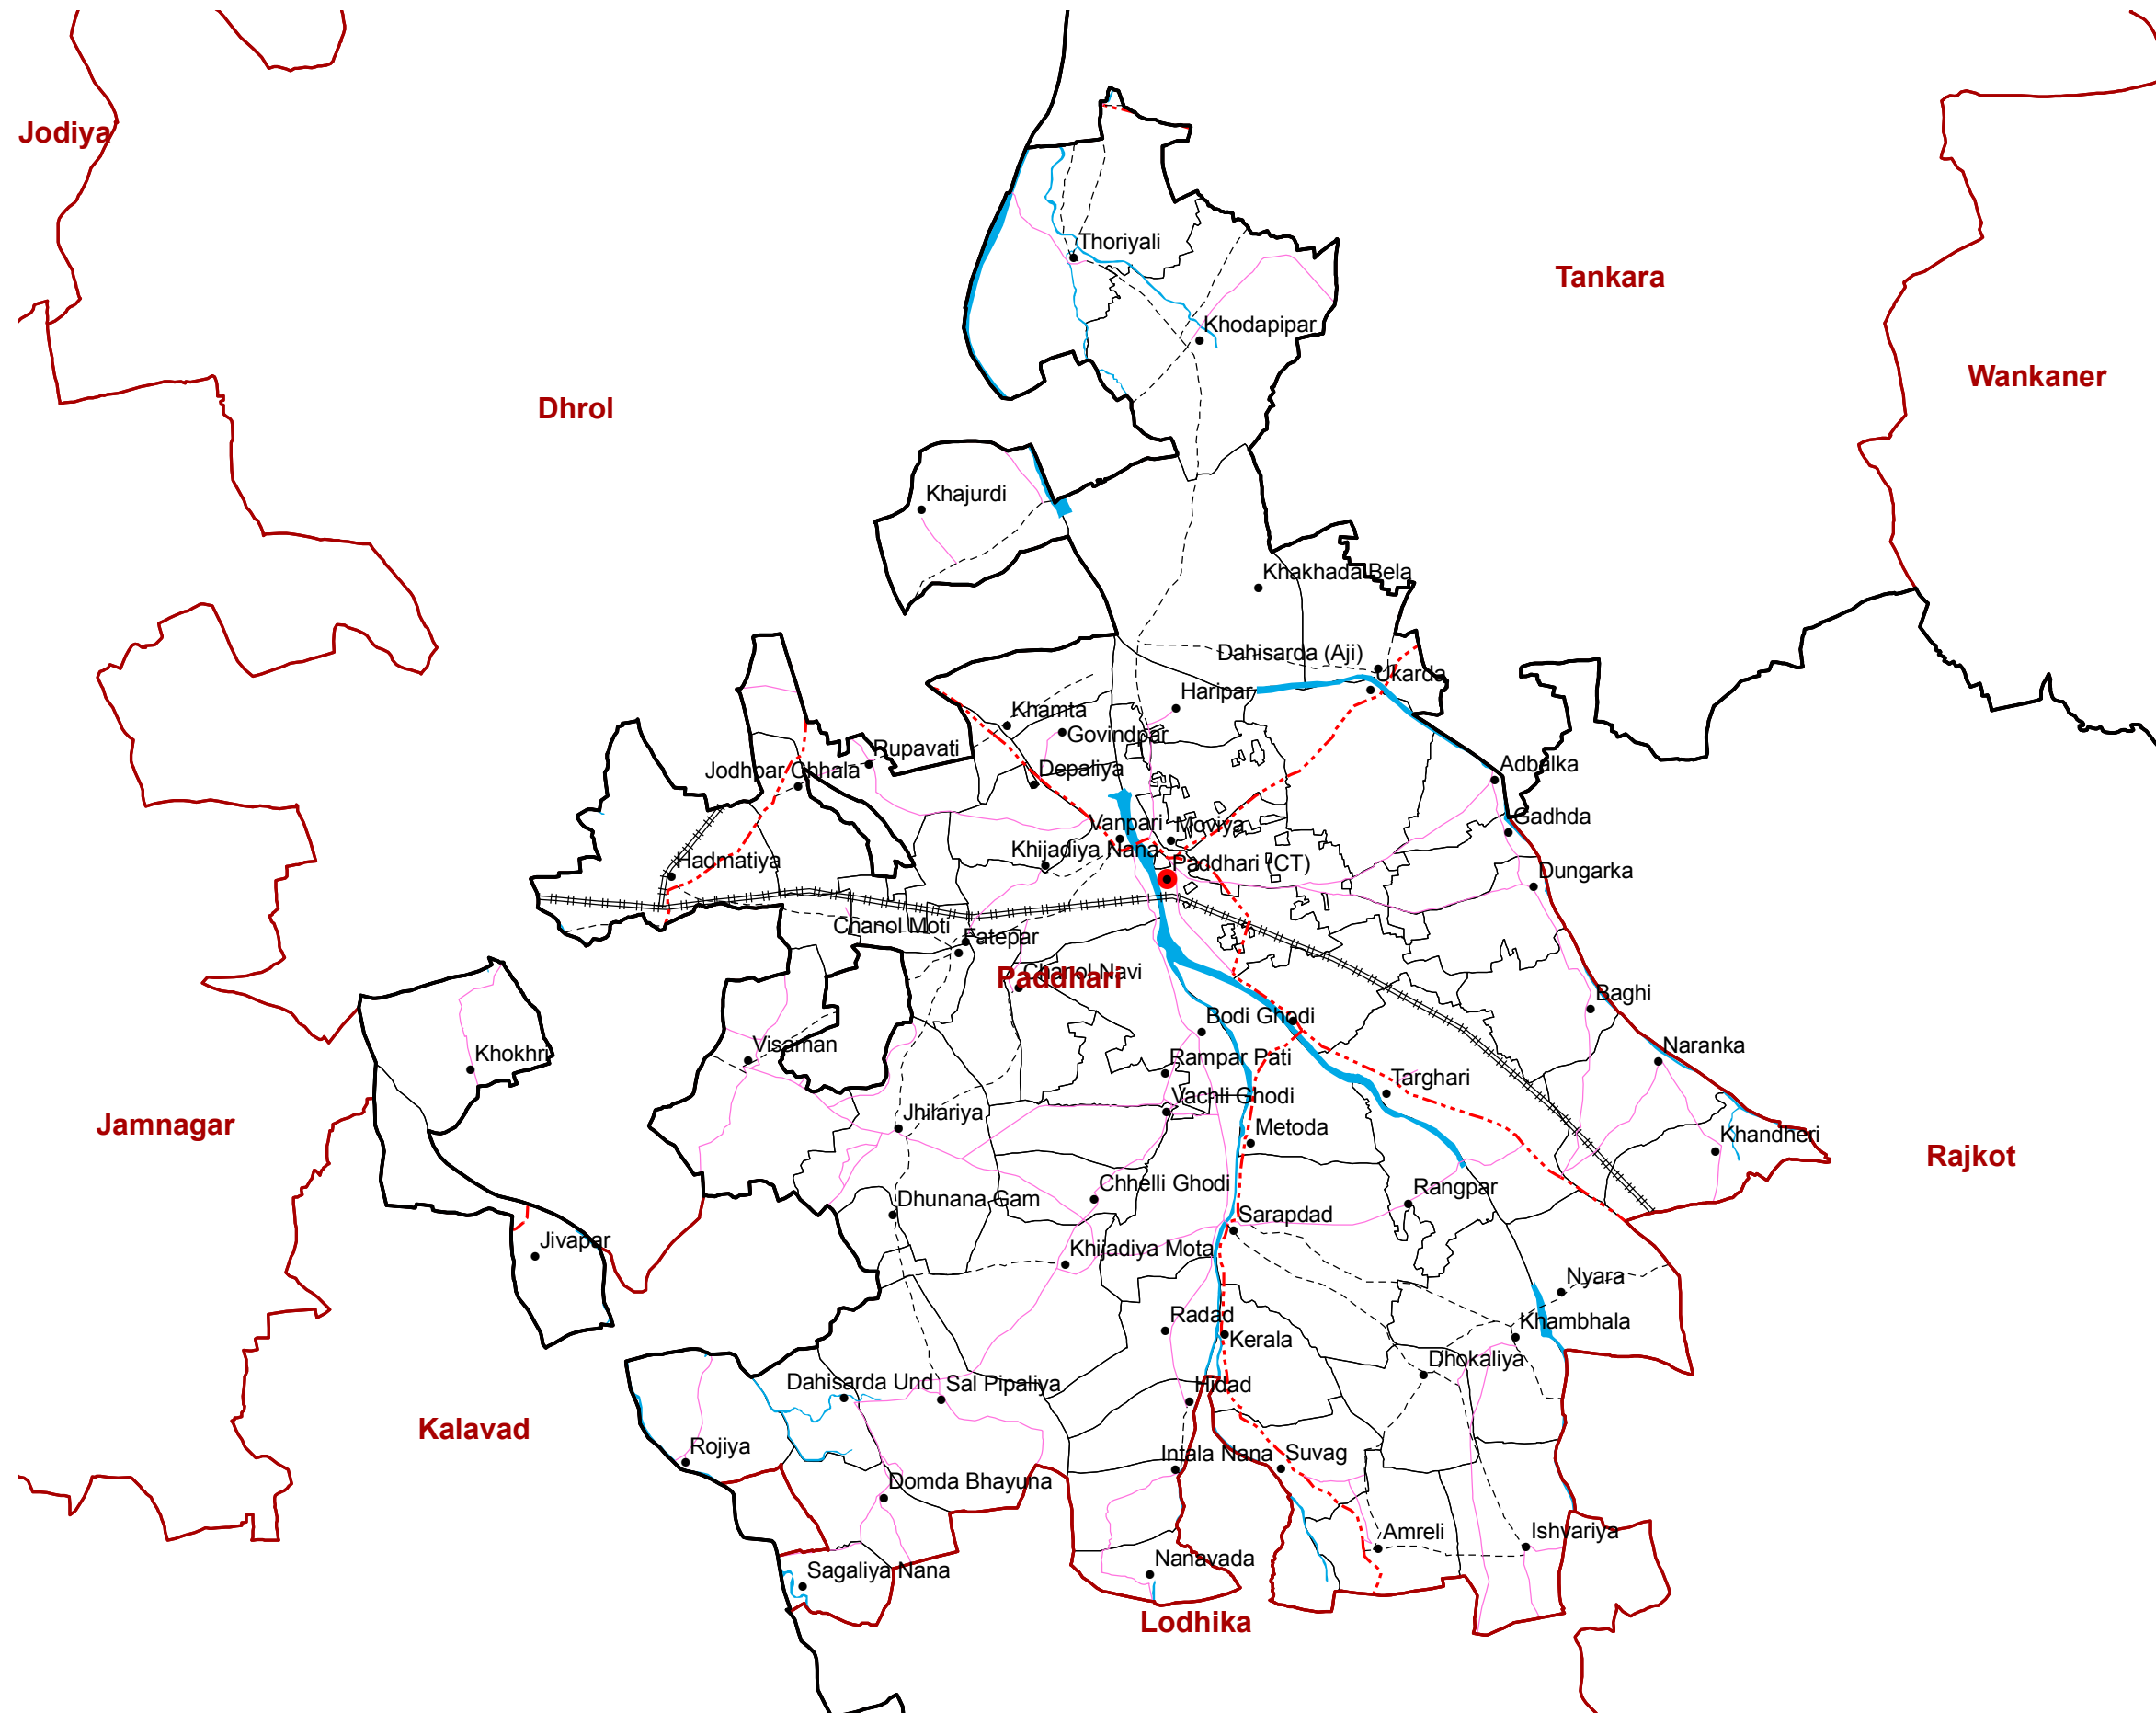 Jodiya
Thoriyali
Tankara
Khodapipar
Wankaner
Dhrol
Khajurdi
Khakhada Bela
Dahisarda (Aji)
Ukarda
Haripar
Khamta
Govindpar
Rupavati
Depaliya
Jodhpar Chhala
Adbalka
Gadhda
Vanpari
Moviya
Khijadiya Nana
Hadmatiya
Paddhari (CT)
Dungarka
Chanol Moti
Fatepar
Chanol Navi
Paddhari
Baghi
Bodi Ghodi
Visaman
Khokhri
Naranka
Rampar Pati
Targhari
Vachli Ghodi
Jhilariya
Jamnagar
Metoda
Khandheri
Rajkot
Chhelli Ghodi
Rangpar
Dhunana Gam
Sarapdad
Jivapar
Khijadiya Mota
Nyara
Radad
Khambhala
Kerala
Dhokaliya
Dahisarda Und
Sal Pipaliya
Hidad
Kalavad
Rojiya
Intala Nana
Suvag
Domda Bhayuna
Amreli
Ishvariya
Nanavada
Sagaliya Nana
Lodhika